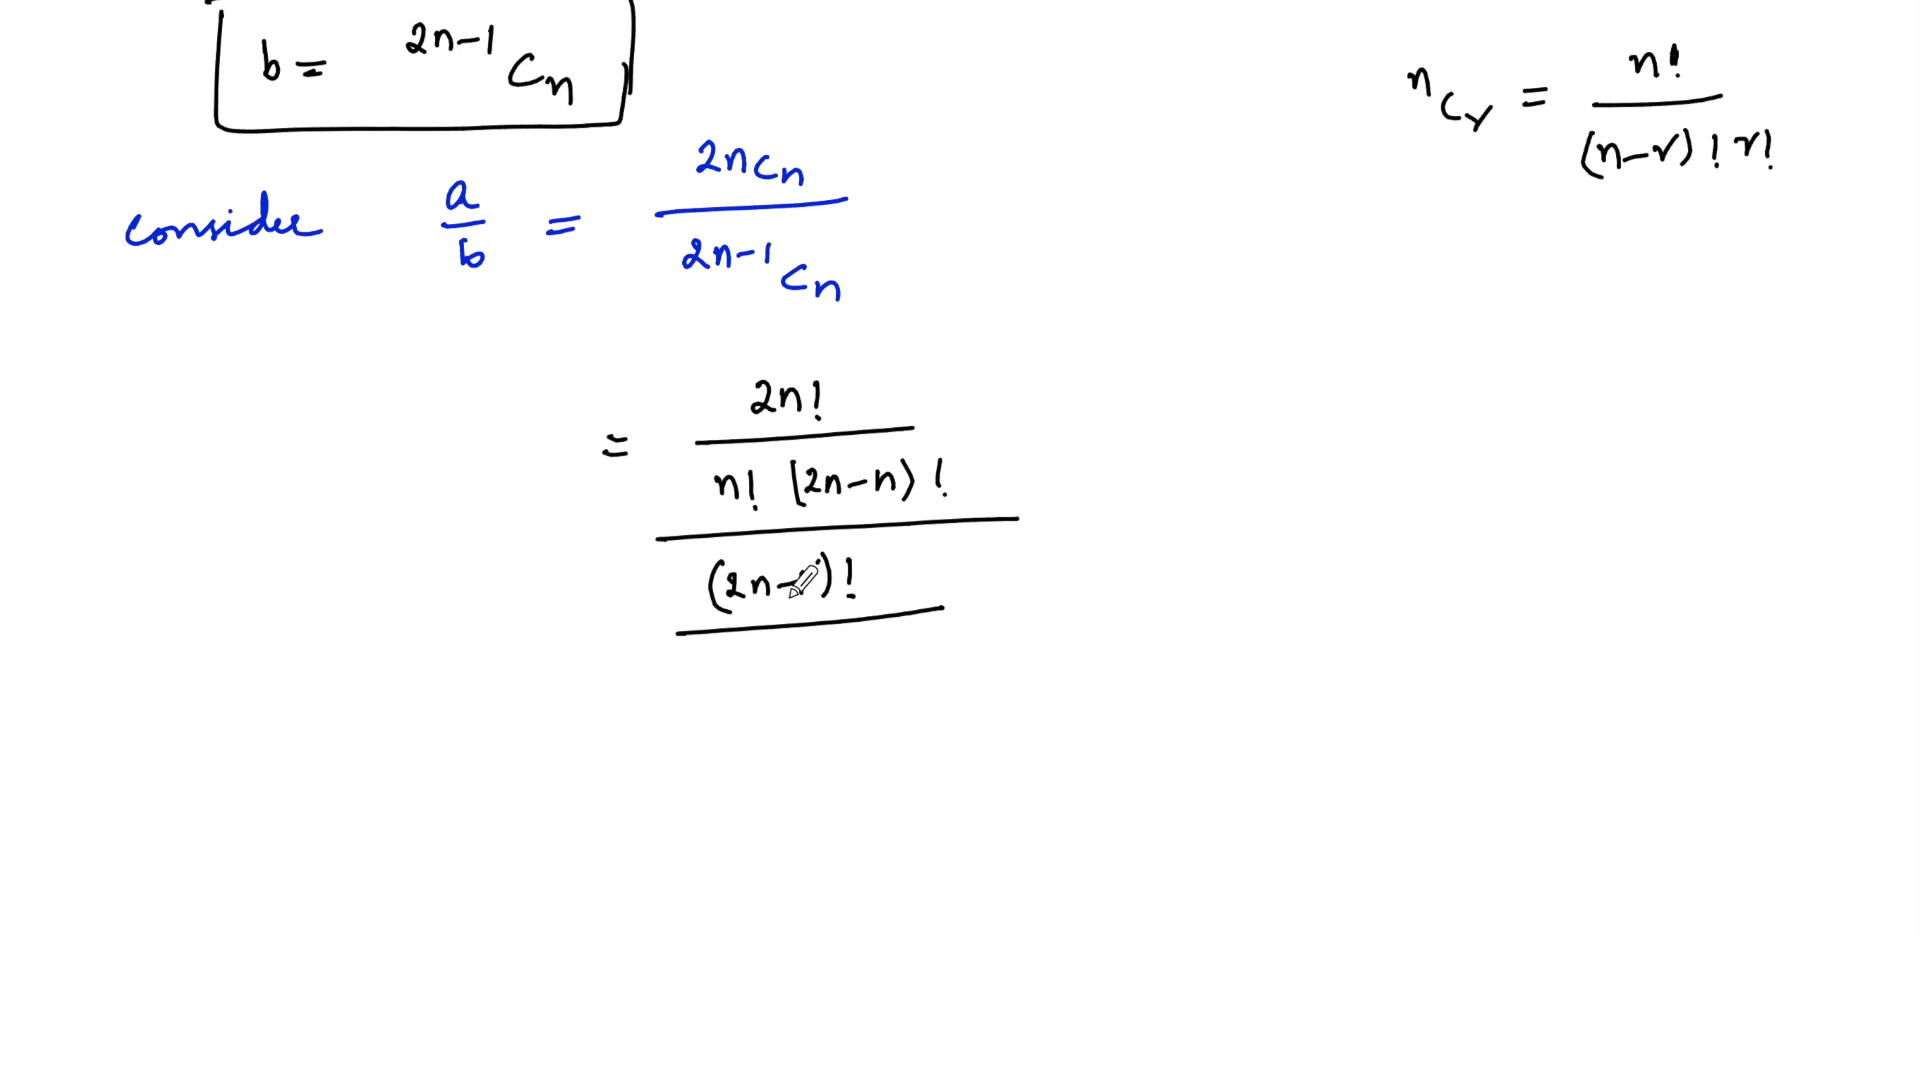 b = 2n-1 Cn
nCr = n! / (n-r)! r!
consider a/b = 2nCn / 2n-1 Cn
= 2n! / n! (2n-n)!
(2n- )!